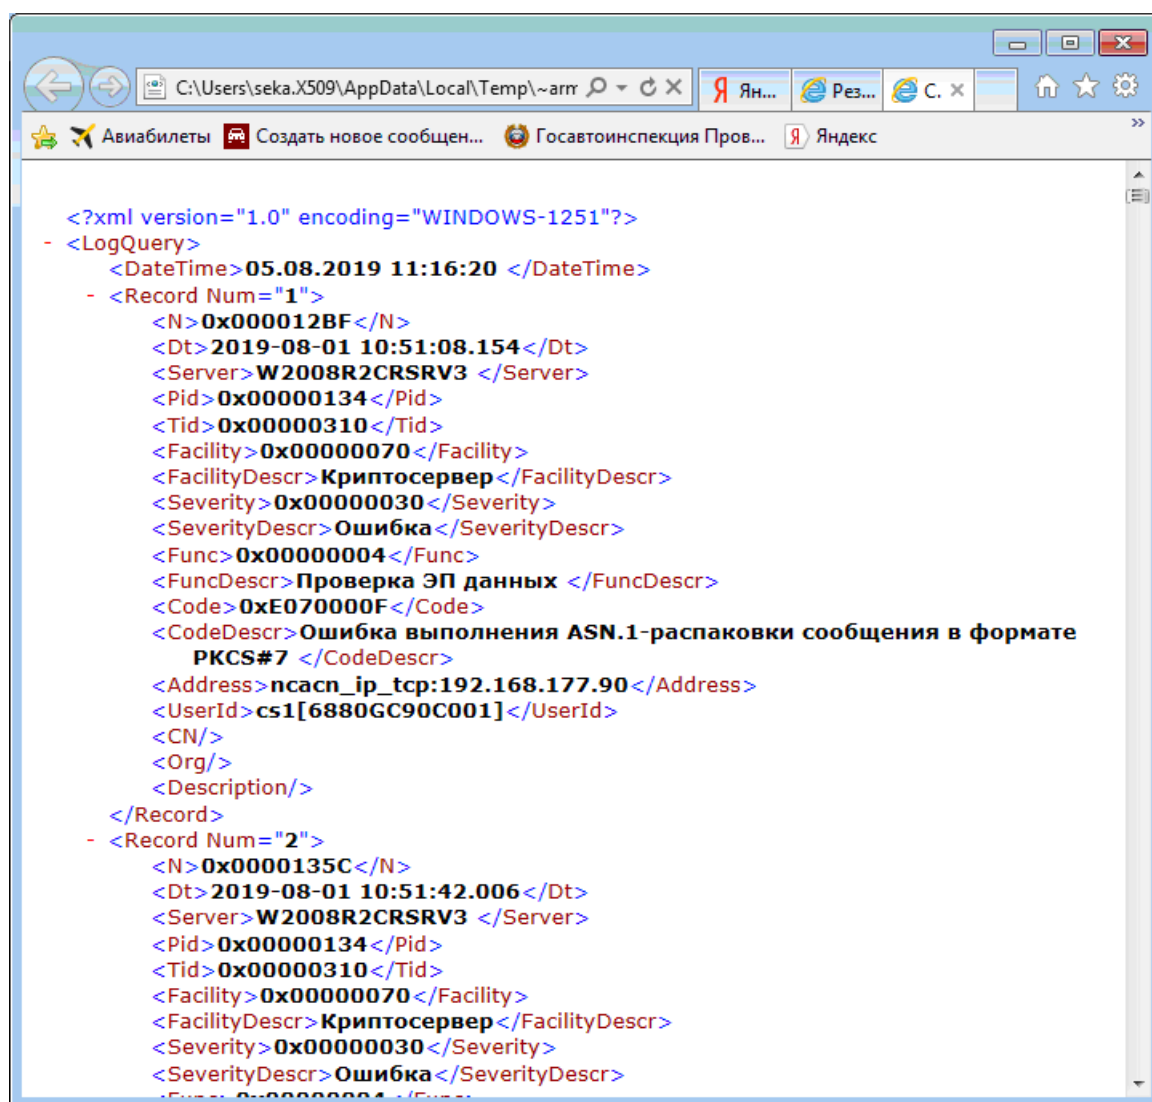 C:\Users\seka.X509\AppData\Local\Temp\~arm
Ян...
Рез...
С.
Авиабилеты
Создать новое сообщен...
Госавтоинспекция Пров...
Яндекс
<?xml version="1.0" encoding="WINDOWS-1251"?>
- <LogQuery>
<DateTime>05.08.2019 11:16:20 </DateTime>
- <Record Num="1">
<N>0x000012BF</N>
<Dt>2019-08-01 10:51:08.154</Dt>
<Server>W2008R2CRSRV3 </Server>
<Pid>0x00000134</Pid>
<Tid>0x00000310</Tid>
<Facility>0x00000070</Facility>
<FacilityDescr>Криптосервер</FacilityDescr>
<Severity>0x00000030</Severity>
<SeverityDescr>Ошибка</SeverityDescr>
<Func>0x00000004</Func>
<FuncDescr>Проверка ЭП данных </FuncDescr>
<Code>0xE070000F</Code>
<CodeDescr>Ошибка выполнения ASN.1-распаковки сообщения в формате
PKCS#7 </CodeDescr>
<Address>ncacn_ip_tcp:192.168.177.90</Address>
<UserId>cs1[6880GC90C001]</UserId>
<CN/>
<Org/>
<Description/>
</Record>
- <Record Num="2">
<N>0x0000135C</N>
<Dt>2019-08-01 10:51:42.006</Dt>
<Server>W2008R2CRSRV3 </Server>
<Pid>0x00000134</Pid>
<Tid>0x00000310</Tid>
<Facility>0x00000070</Facility>
<FacilityDescr>Криптосервер</FacilityDescr>
<Severity>0x00000030</Severity>
<SeverityDescr>Ошибка</SeverityDescr>
<Func>0x00000004</Func>